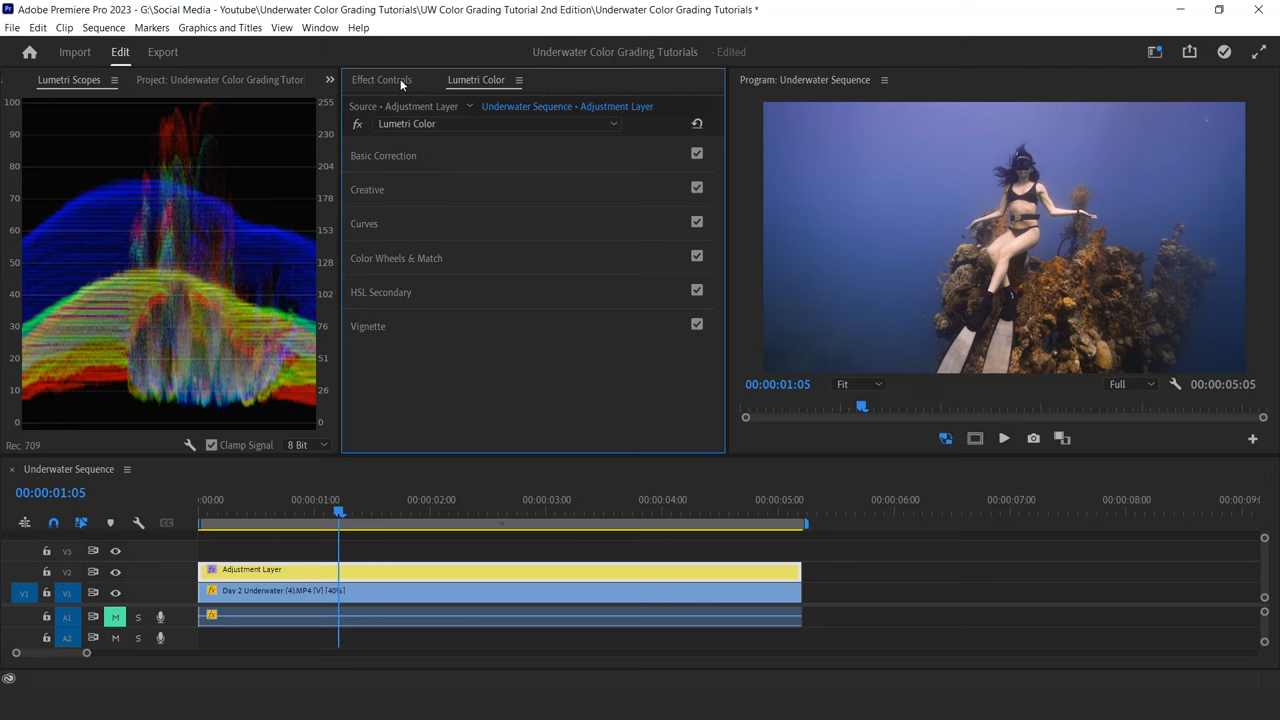 Adobe Premiere Pro 2023 - G:\Social Media - Youtube\Underwater Color Grading Tutorials\UW Color Grading Tutorial 2nd Edition\Underwater Color Grading Tutorials *
File Edit Clip Sequence Markers Graphics and Titles View Window Help
Import Edit Export Underwater Color Grading Tutorials - Edited
Lumetri Scopes Project: Underwater Color Grading Tutor
Effect Controls Lumetri Color
Program: Underwater Sequence
Source • Adjustment Layer Underwater Sequence • Adjustment Layer
fx Lumetri Color
Basic Correction
Creative
Curves
Color Wheels & Match
HSL Secondary
Vignette
100 255
90 230
80 204
70 178
60 153
50 128
40 102
30 76
20 51
10 26
0 0
Rec. 709 Clamp Signal 8 Bit
00:00:01:05 Fit Full 00:00:05:05
Underwater Sequence
00:00:01:05
:00:00 00:00:01:00 00:00:02:00 00:00:03:00 00:00:04:00 00:00:05:00 00:00:06:00 00:00:07:00 00:00:08:00 00:00:09:
V3
V2 fx Adjustment Layer
V1 V1 fx Day 2 Underwater (4).MP4 [V] [40%]
A1 M S fx
A2 M S